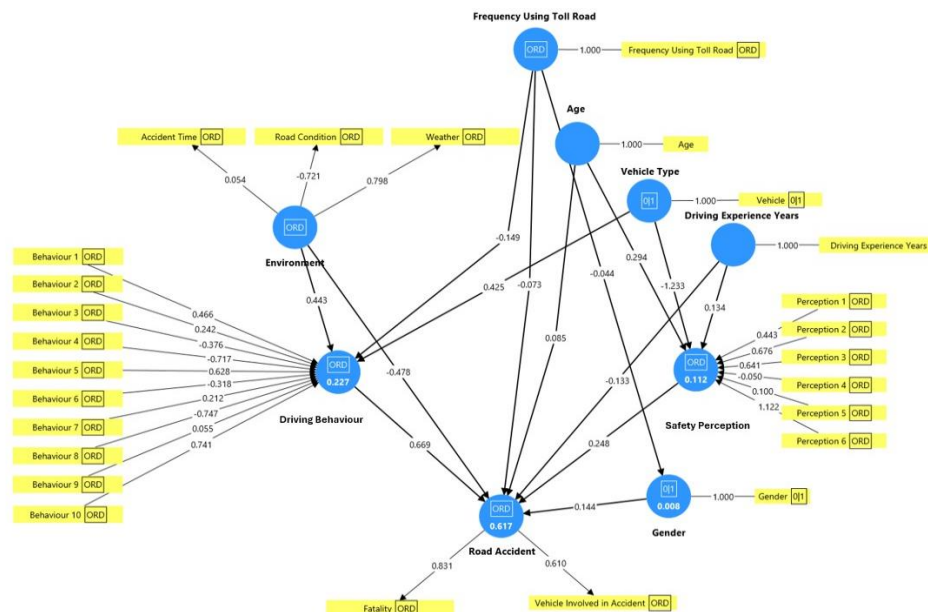 Frequency Using Toll Road
ORD
1.000
Frequency Using Toll Road ORD
Age
1.000
Age
Accident Time ORD
Road Condition ORD
Weather ORD
0.054
-0.721
0.798
Vehicle Type
0|1
1.000
Vehicle 0|1
Driving Experience Years
1.000
Driving Experience Years
ORD
Environment
-0.149
0.443
-0.478
0.425
-0.073
0.085
0.294
-0.044
-1.233
0.134
-0.133
Behaviour 1 ORD
Behaviour 2 ORD
Behaviour 3 ORD
Behaviour 4 ORD
Behaviour 5 ORD
Behaviour 6 ORD
Behaviour 7 ORD
Behaviour 8 ORD
Behaviour 9 ORD
Behaviour 10 ORD
0.466
0.242
-0.376
-0.717
0.628
-0.318
0.212
-0.747
0.055
0.741
ORD
0.227
Driving Behaviour
Perception 1 ORD
Perception 2 ORD
Perception 3 ORD
Perception 4 ORD
Perception 5 ORD
Perception 6 ORD
0.443
0.676
0.641
-0.050
0.100
1.122
ORD
0.112
Safety Perception
0.669
0.248
0.144
0|1
0.008
Gender
1.000
Gender 0|1
ORD
0.617
Road Accident
0.831
0.610
Fatality ORD
Vehicle Involved in Accident ORD